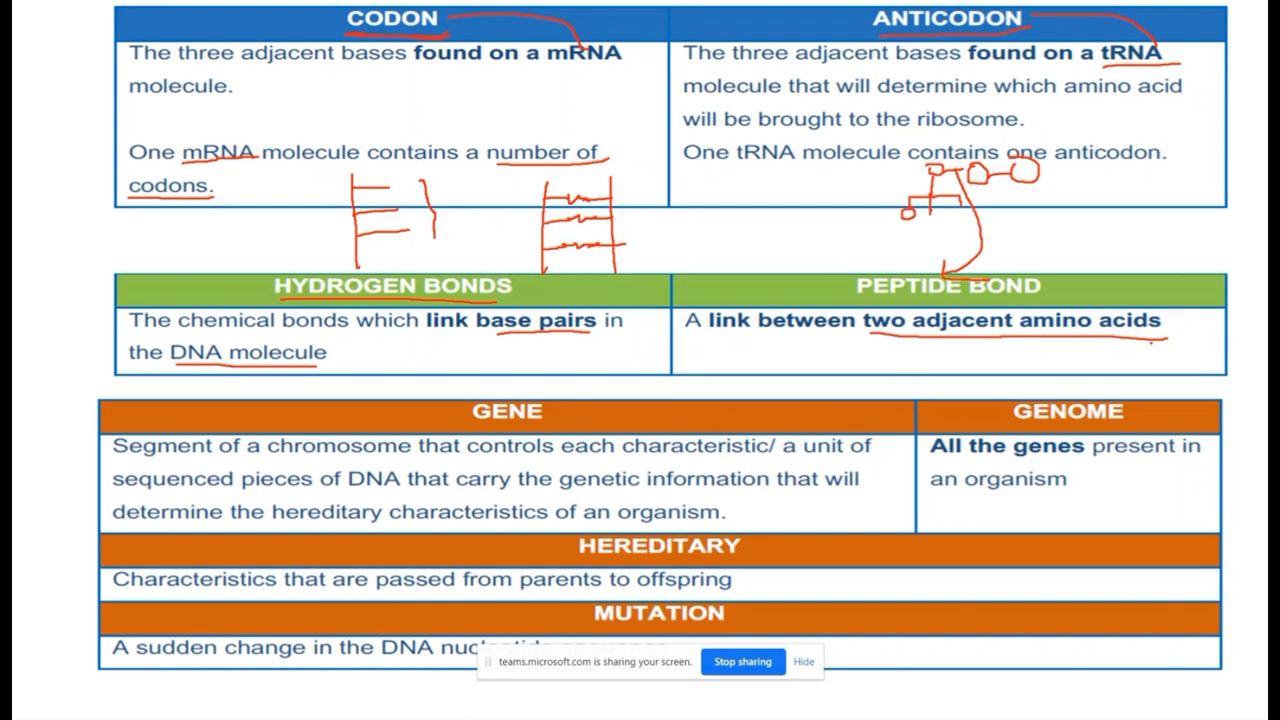 CODON
ANTICODON
The three adjacent bases found on a mRNA
molecule.
One mRNA molecule contains a number of
codons.
The three adjacent bases found on a tRNA
molecule that will determine which amino acid
will be brought to the ribosome.
One tRNA molecule contains one anticodon.
HYDROGEN BONDS
PEPTIDE BOND
The chemical bonds which link base pairs in
the DNA molecule
A link between two adjacent amino acids
GENE
GENOME
Segment of a chromosome that controls each characteristic/ a unit of
sequenced pieces of DNA that carry the genetic information that will
determine the hereditary characteristics of an organism.
All the genes present in
an organism
HEREDITARY
Characteristics that are passed from parents to offspring
MUTATION
A sudden change in the DNA
teams.microsoft.com is sharing your screen.
Stop sharing
Hide